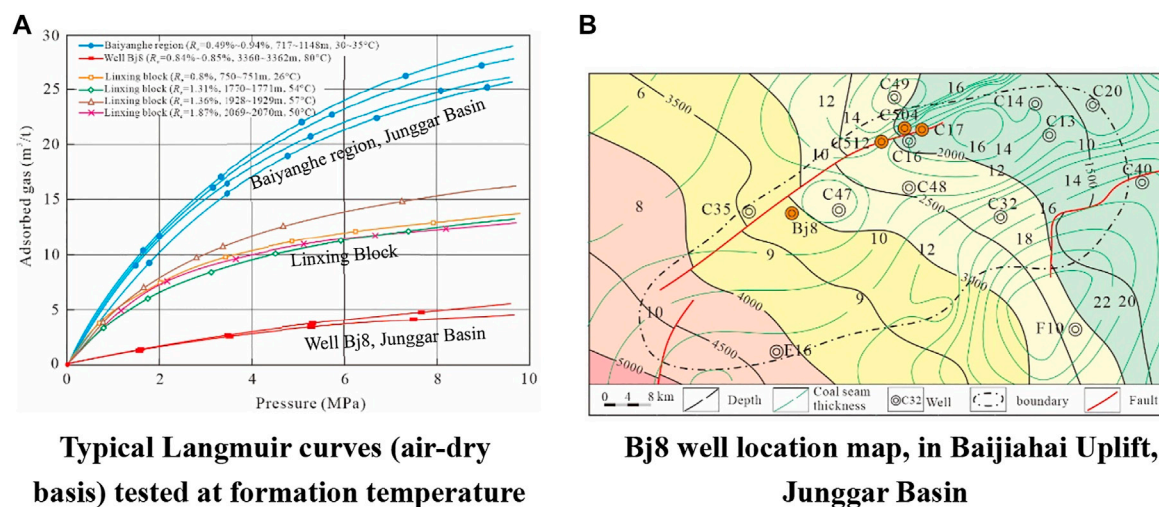 A
Adsorbed gas (m³/t)
30
25
20
15
10
5
0
0 2 4 6 8 10
Pressure (MPa)
Baiyanghe region (Rₒ=0.49%~0.94%, 717~1148m, 30~35°C)
Well Bj8 (Rₒ=0.84%~0.85%, 3360~3362m, 80°C)
Linxing block (Rₒ=0.8%, 750~751m, 26°C)
Linxing block (Rₒ=1.31%, 1770~1771m, 54°C)
Linxing block (Rₒ=1.36%, 1928~1929m, 57°C)
Linxing block (Rₒ=1.87%, 2069~2070m, 50°C)
Baiyanghe region, Junggar Basin
Linxing Block
Well Bj8, Junggar Basin
Typical Langmuir curves (air-dry
basis) tested at formation temperature
B
6
3500
12
C49
16
C14
C20
14
C504
C17
C13
C512
C16
16
14
10
10
2000
12
1500
C40
14
8
C35
C47
C48
2500
C32
16
Bj8
10
12
18
9
3000
4000
9
22
20
10
F10
4500
E16
5000
0 4 8 km
Depth
Coal seam
thickness
C32
Well
boundary
Fault
Bj8 well location map, in Baijiahai Uplift,
Junggar Basin